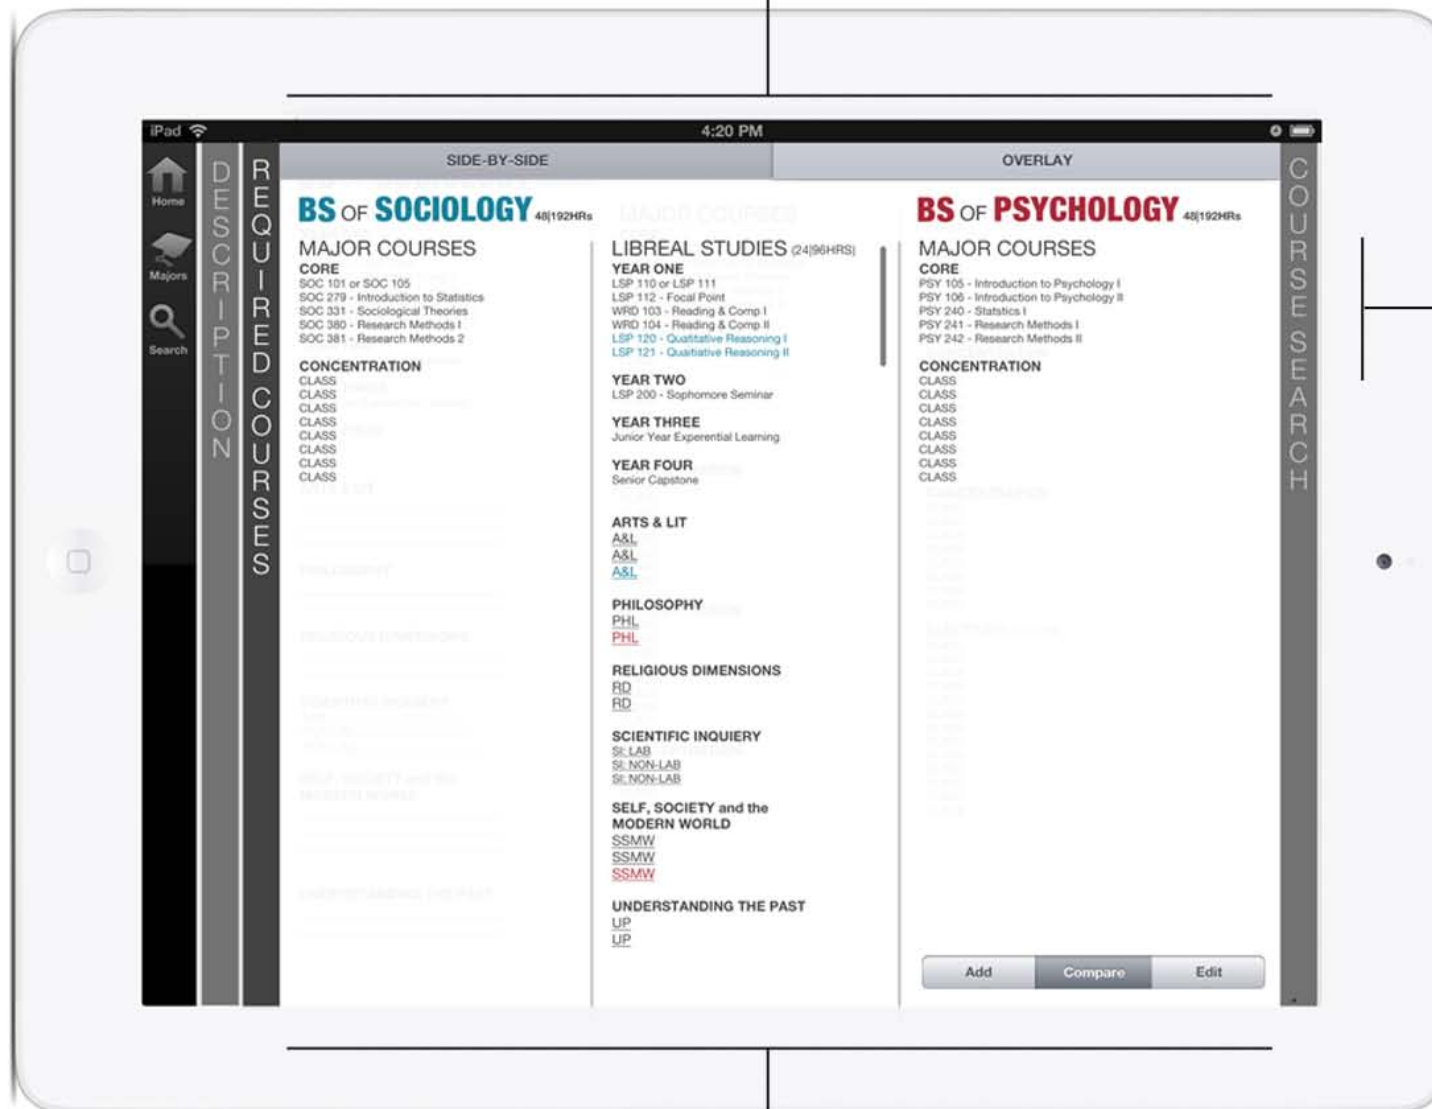 iPad
4:20 PM
Home
Majors
Search
DESCRIPTION
REQUIRED COURSES
SIDE-BY-SIDE
OVERLAY
COURSE SEARCH
BS OF SOCIOLOGY 48|192HRs
MAJOR COURSES
CORE
SOC 101 or SOC 105
SOC 279 - Introduction to Statistics
SOC 331 - Sociological Theories
SOC 380 - Research Methods I
SOC 381 - Research Methods 2
CONCENTRATION
CLASS
CLASS
CLASS
CLASS
CLASS
CLASS
CLASS
CLASS
LIBREAL STUDIES (24|96HRS)
YEAR ONE
LSP 110 or LSP 111
LSP 112 - Focal Point
WRD 103 - Reading & Comp I
WRD 104 - Reading & Comp II
LSP 120 - Quatitative Reasoning I
LSP 121 - Quatitative Reasoning II
YEAR TWO
LSP 200 - Sophomore Seminar
YEAR THREE
Junior Year Experential Learning
YEAR FOUR
Senior Capstone
ARTS & LIT
A&L
A&L
A&L
PHILOSOPHY
PHL
PHL
RELIGIOUS DIMENSIONS
RD
RD
SCIENTIFIC INQUIERY
SI: LAB
SI: NON-LAB
SI: NON-LAB
SELF, SOCIETY and the
MODERN WORLD
SSMW
SSMW
SSMW
UNDERSTANDING THE PAST
UP
UP
BS OF PSYCHOLOGY 48|192HRs
MAJOR COURSES
CORE
PSY 105 - Introduction to Psychology I
PSY 106 - Introduction to Psychology II
PSY 240 - Statstics I
PSY 241 - Research Methods I
PSY 242 - Research Methods II
CONCENTRATION
CLASS
CLASS
CLASS
CLASS
CLASS
CLASS
CLASS
CLASS
Add
Compare
Edit